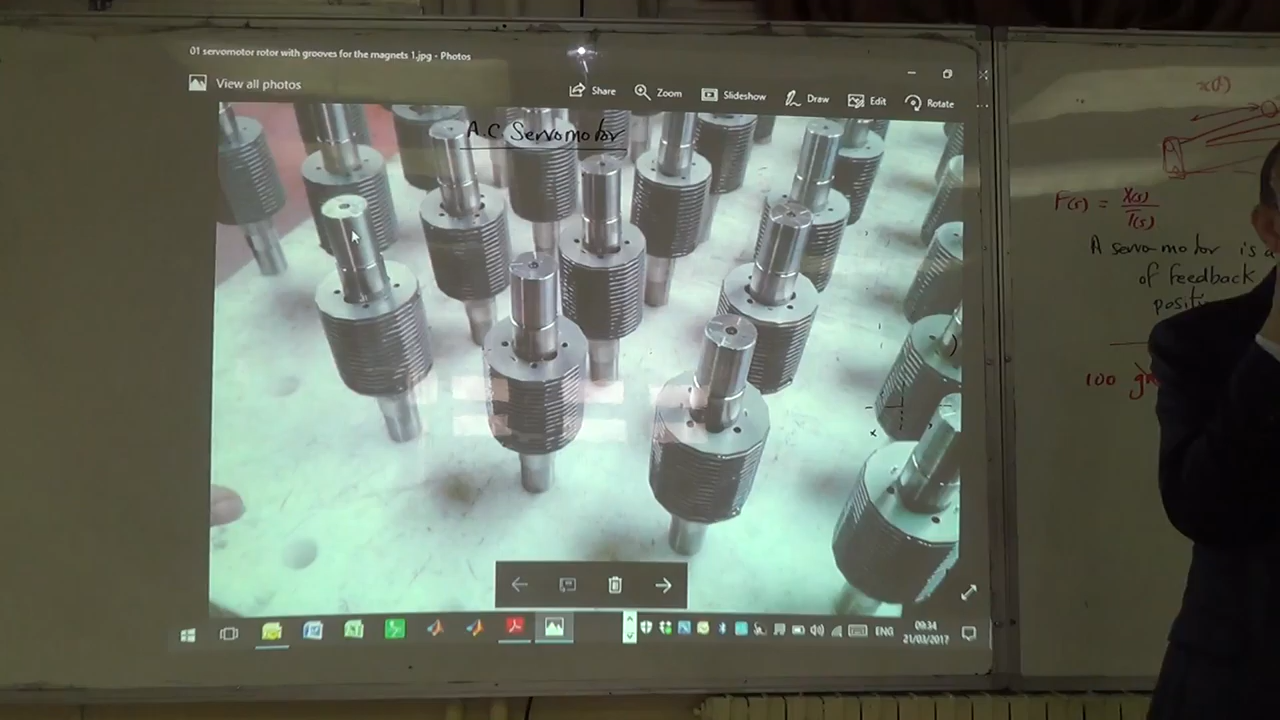 01 servomotor rotor with grooves for the magnets 1.jpg - Photos
View all photos
Share
Zoom
Slideshow
Draw
Edit
Rotate
A.C Servomotor
x(t)
F(s) = X(s)/T(s)
A servo motor is a
of feedback
100
ENG
09:34
21/03/2017